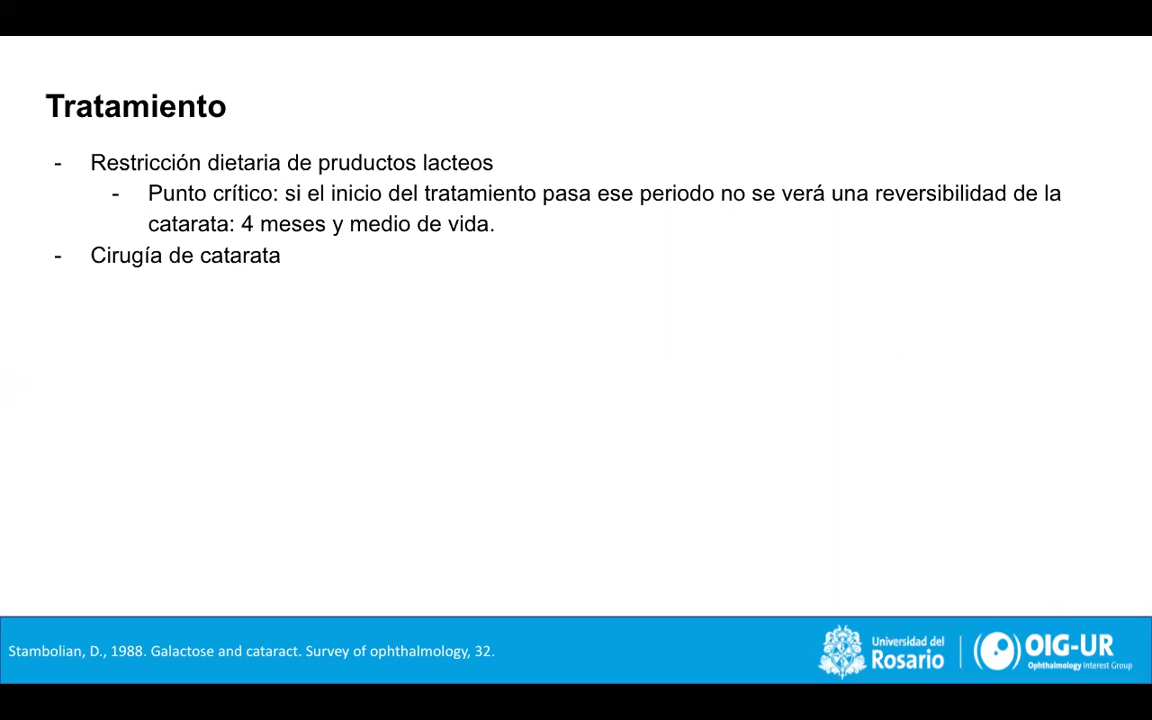 Tratamiento
- Restricción dietaria de pruductos lacteos
- Punto crítico: si el inicio del tratamiento pasa ese periodo no se verá una reversibilidad de la
catarata: 4 meses y medio de vida.
- Cirugía de catarata
Stambolian, D., 1988. Galactose and cataract. Survey of ophthalmology, 32.
Universidad del
Rosario
OIG-UR
Ophthalmology Interest Group